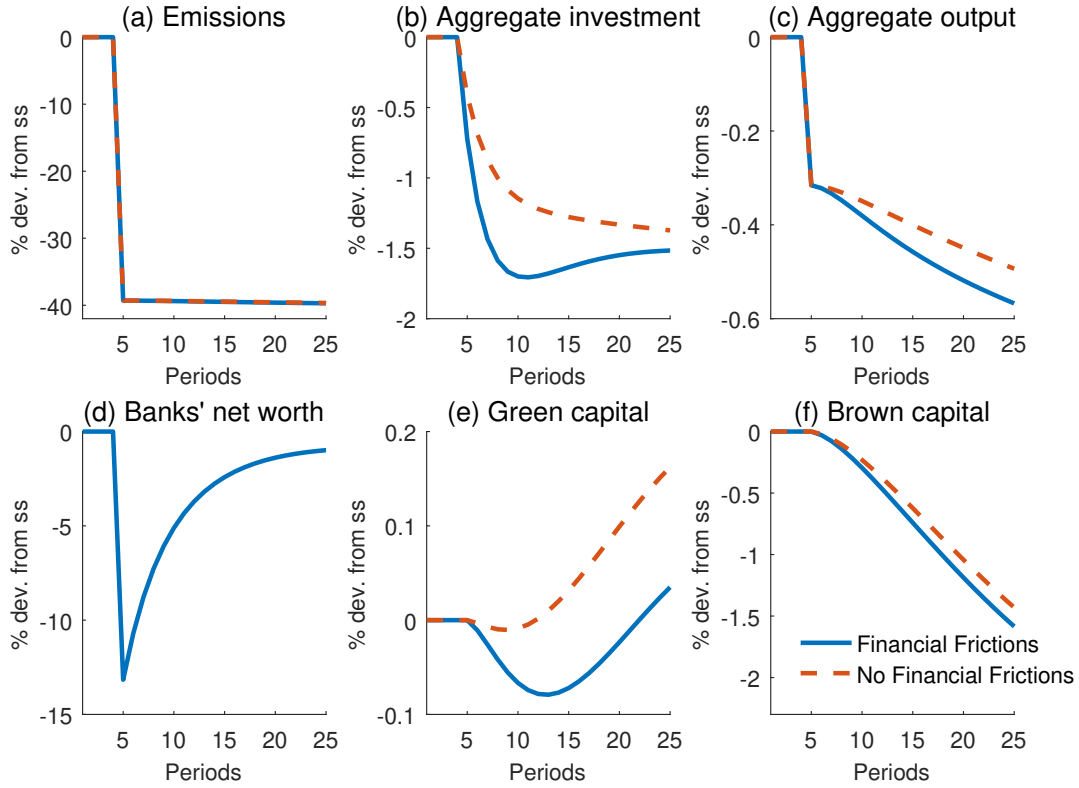 (a) Emissions
% dev. from ss
0
-10
-20
-30
-40
5 10 15 20 25
Periods
(b) Aggregate investment
% dev. from ss
0
-0.5
-1
-1.5
-2
5 10 15 20 25
Periods
(c) Aggregate output
% dev. from ss
0
-0.2
-0.4
-0.6
5 10 15 20 25
Periods
(d) Banks' net worth
% dev. from ss
0
-5
-10
-15
5 10 15 20 25
Periods
(e) Green capital
% dev. from ss
0.2
0.1
0
-0.1
5 10 15 20 25
Periods
(f) Brown capital
% dev. from ss
0
-0.5
-1
-1.5
-2
Financial Frictions
No Financial Frictions
5 10 15 20 25
Periods